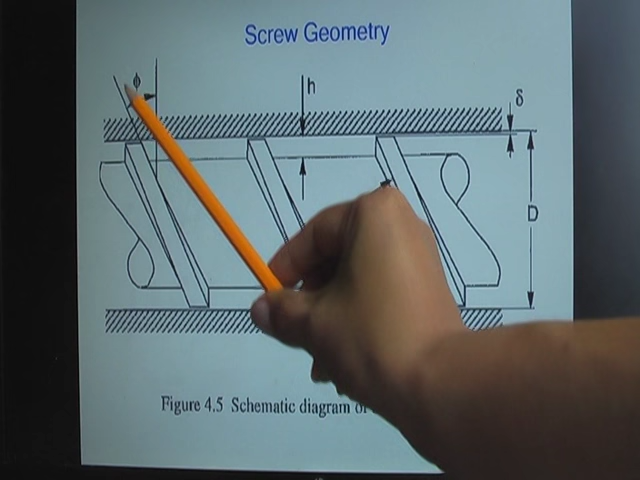 Screw Geometry
ϕ
h
δ
D
Figure 4.5 Schematic diagram of